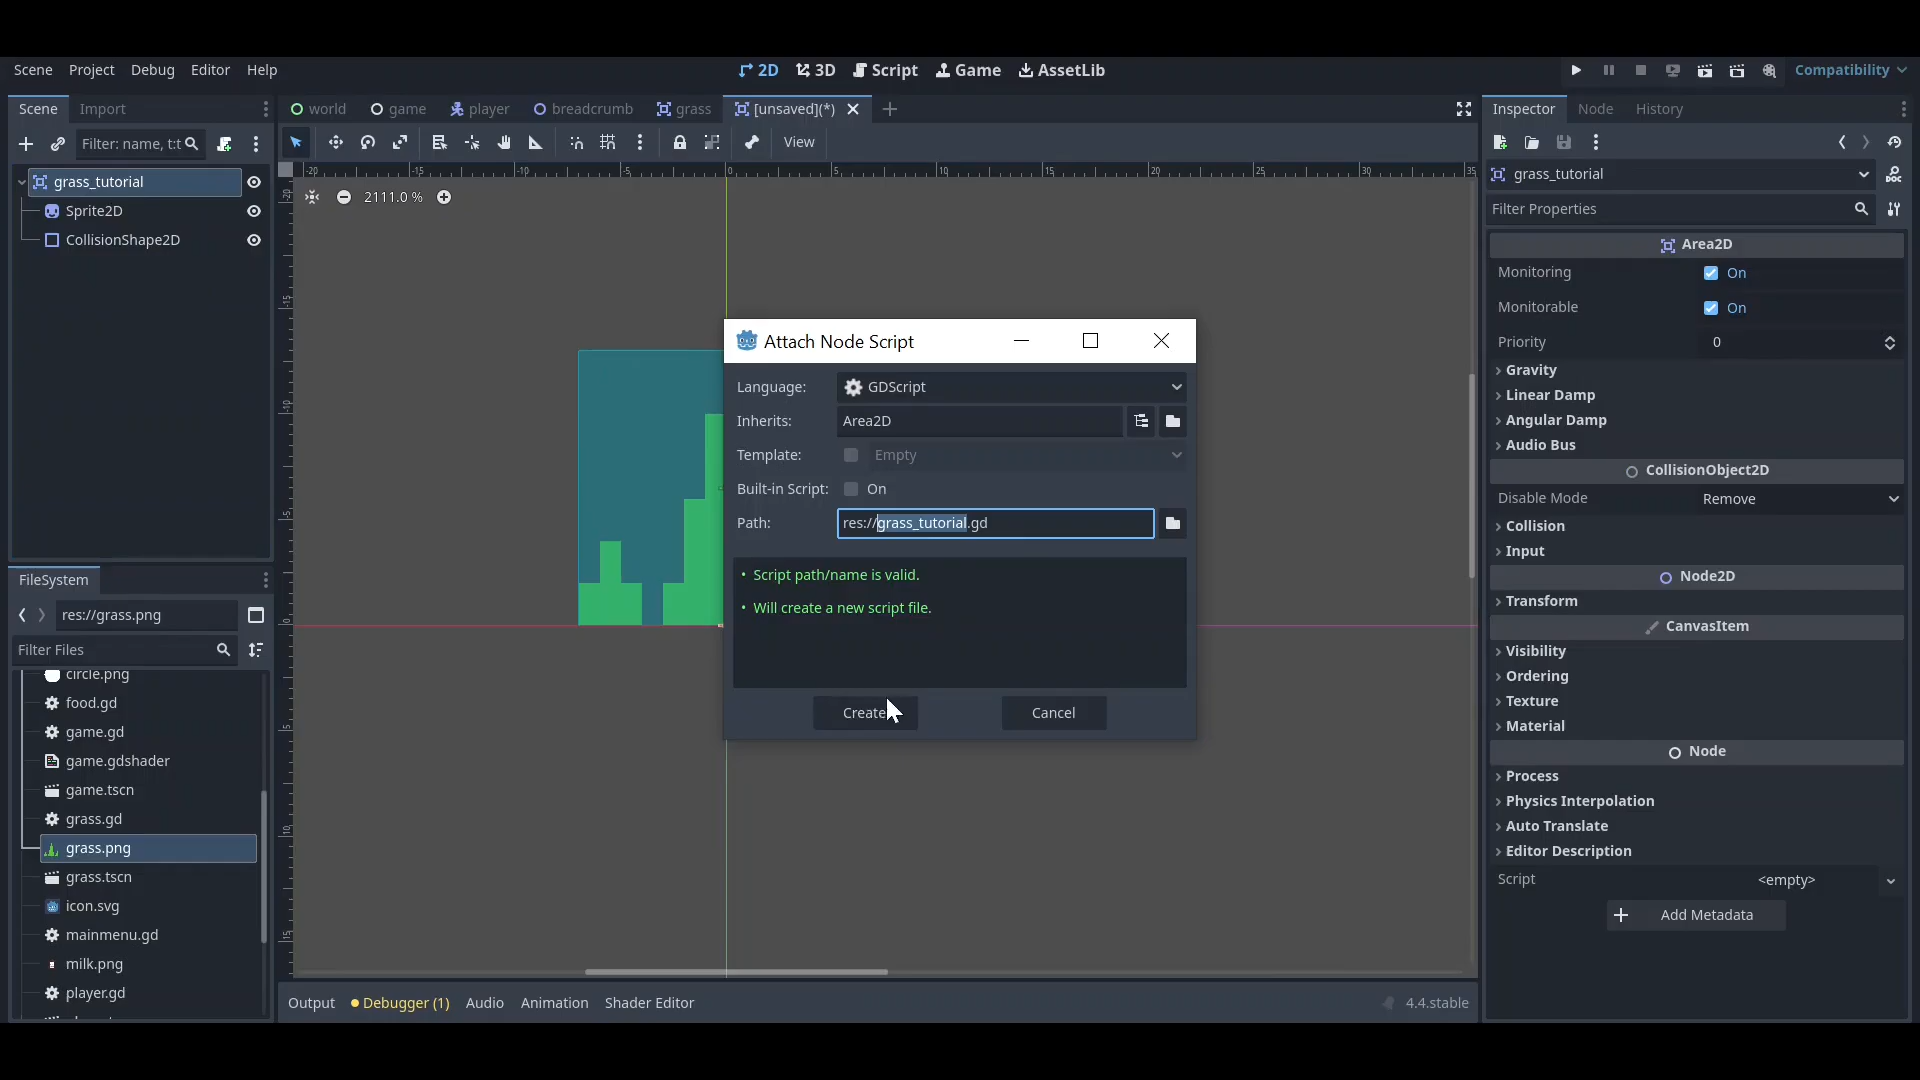 Scene Project Debug Editor Help 2D 3D Script Game AssetLib Compatibility
Scene Import
world game player breadcrumb grass [unsaved](*)
Inspector Node History
Filter: name, t:t
View
grass_tutorial
Sprite2D
CollisionShape2D
2111.0 %
grass_tutorial
Filter Properties
Area2D
Monitoring On
Monitorable On
Priority 0
Gravity
Linear Damp
Angular Damp
Audio Bus
CollisionObject2D
Disable Mode Remove
Collision
Input
Node2D
Transform
CanvasItem
Visibility
Ordering
Texture
Material
Node
Process
Physics Interpolation
Auto Translate
Editor Description
Script <empty>
Add Metadata
Attach Node Script
Language: GDScript
Inherits: Area2D
Template: Empty
Built-in Script: On
Path: res://grass_tutorial.gd
• Script path/name is valid.
• Will create a new script file.
Create Cancel
FileSystem
res://grass.png
Filter Files
circle.png
food.gd
game.gd
game.gdshader
game.tscn
grass.gd
grass.png
grass.tscn
icon.svg
mainmenu.gd
milk.png
player.gd
Output Debugger (1) Audio Animation Shader Editor 4.4.stable